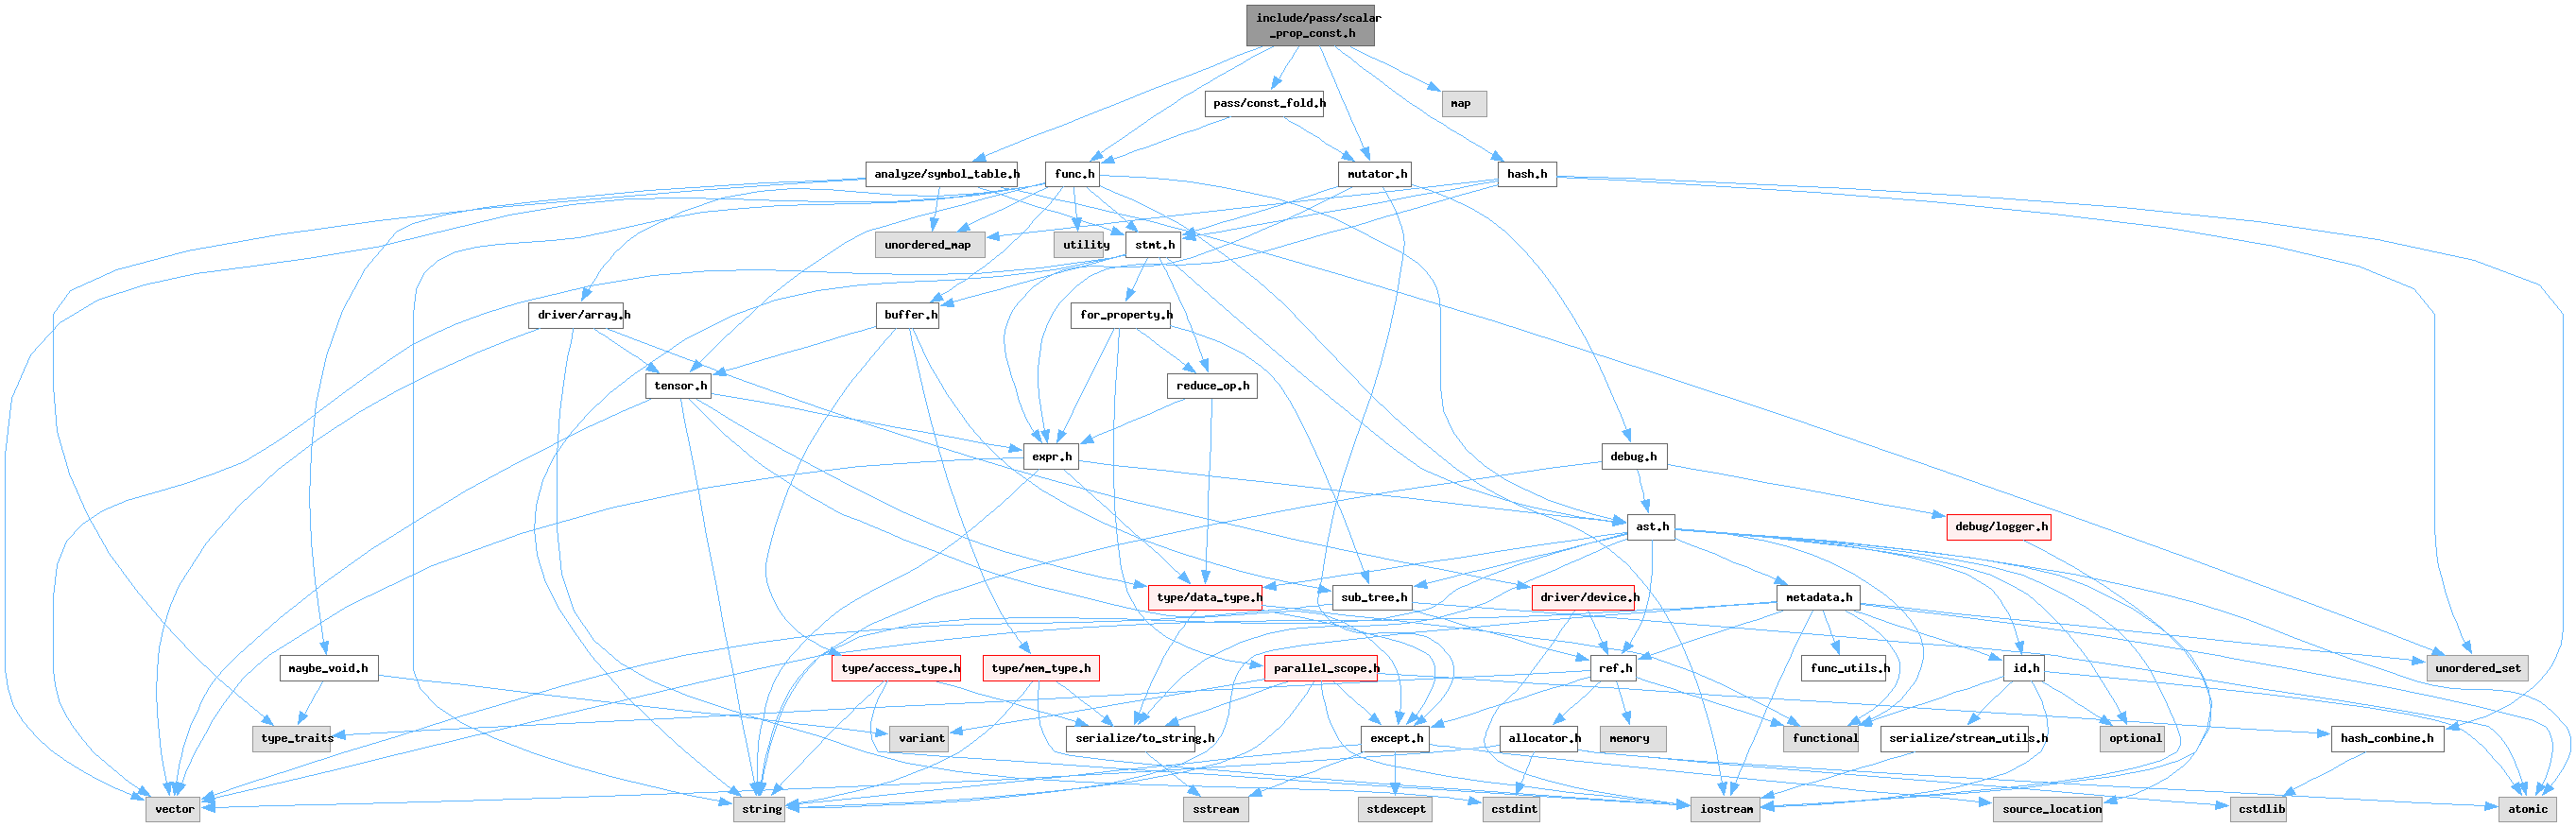 include/pass/scalar
_prop_const.h
pass/const_fold.h
map
analyze/symbol_table.h
func.h
mutator.h
hash.h
unordered_map
utility
stmt.h
driver/array.h
buffer.h
for_property.h
tensor.h
reduce_op.h
expr.h
debug.h
ast.h
debug/logger.h
type/data_type.h
sub_tree.h
driver/device.h
metadata.h
maybe_void.h
type/access_type.h
type/mem_type.h
parallel_scope.h
ref.h
func_utils.h
id.h
unordered_set
type_traits
variant
serialize/to_string.h
except.h
allocator.h
memory
functional
serialize/stream_utils.h
optional
hash_combine.h
vector
string
sstream
stdexcept
cstdint
iostream
source_location
cstdlib
atomic